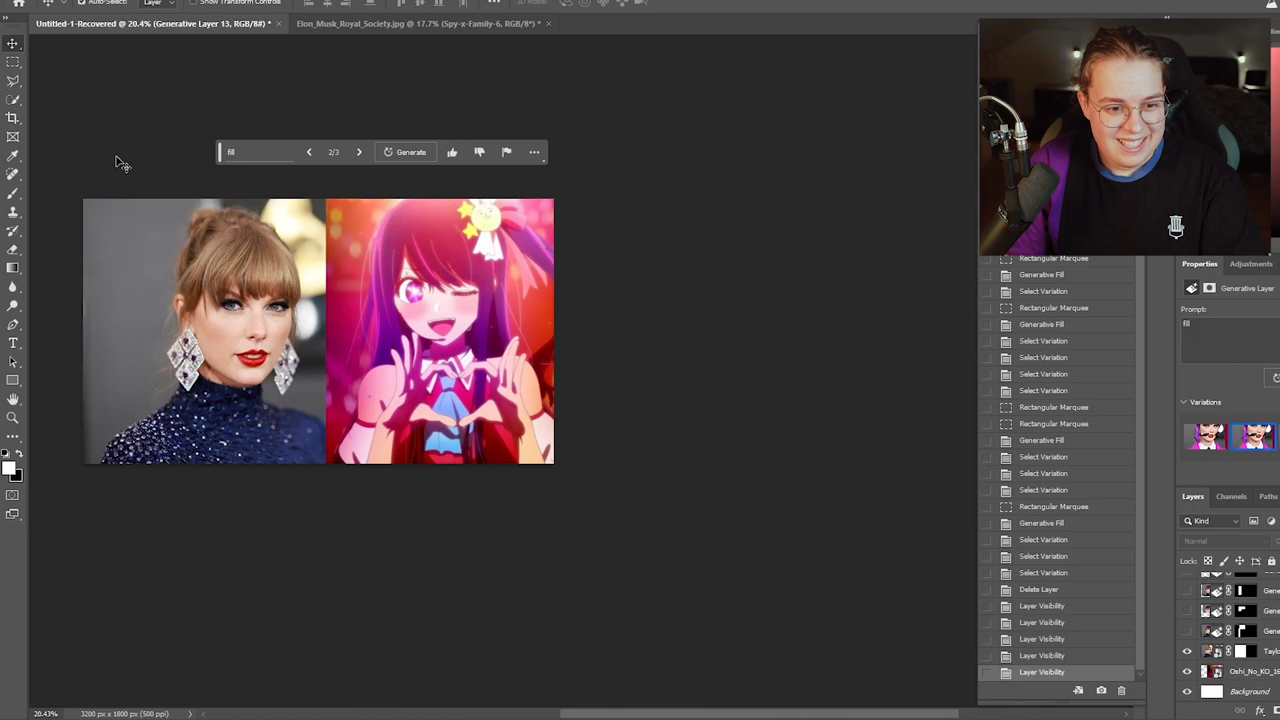 Auto-Select:
Layer
Show Transform Controls
Untitled-1-Recovered @ 20.4% (Generative Layer 13, RGB/8#) *
Elon_Musk_Royal_Society.jpg @ 17.7% (Spy-x-Family-6, RGB/8*) *
fill
2/3
Generate
Rectangular Marquee
Generative Fill
Select Variation
Rectangular Marquee
Generative Fill
Select Variation
Select Variation
Select Variation
Select Variation
Rectangular Marquee
Rectangular Marquee
Generative Fill
Select Variation
Select Variation
Select Variation
Rectangular Marquee
Generative Fill
Select Variation
Select Variation
Select Variation
Delete Layer
Layer Visibility
Layer Visibility
Layer Visibility
Layer Visibility
Layer Visibility
Properties
Adjustments
Generative Layer
Prompt:
fill
Variations
Layers
Channels
Paths
Kind
Normal
Lock:
Gene
Gene
Gene
Taylo
Oshi_No_KO_16
Background
20.43%
3200 px x 1800 px (500 ppi)